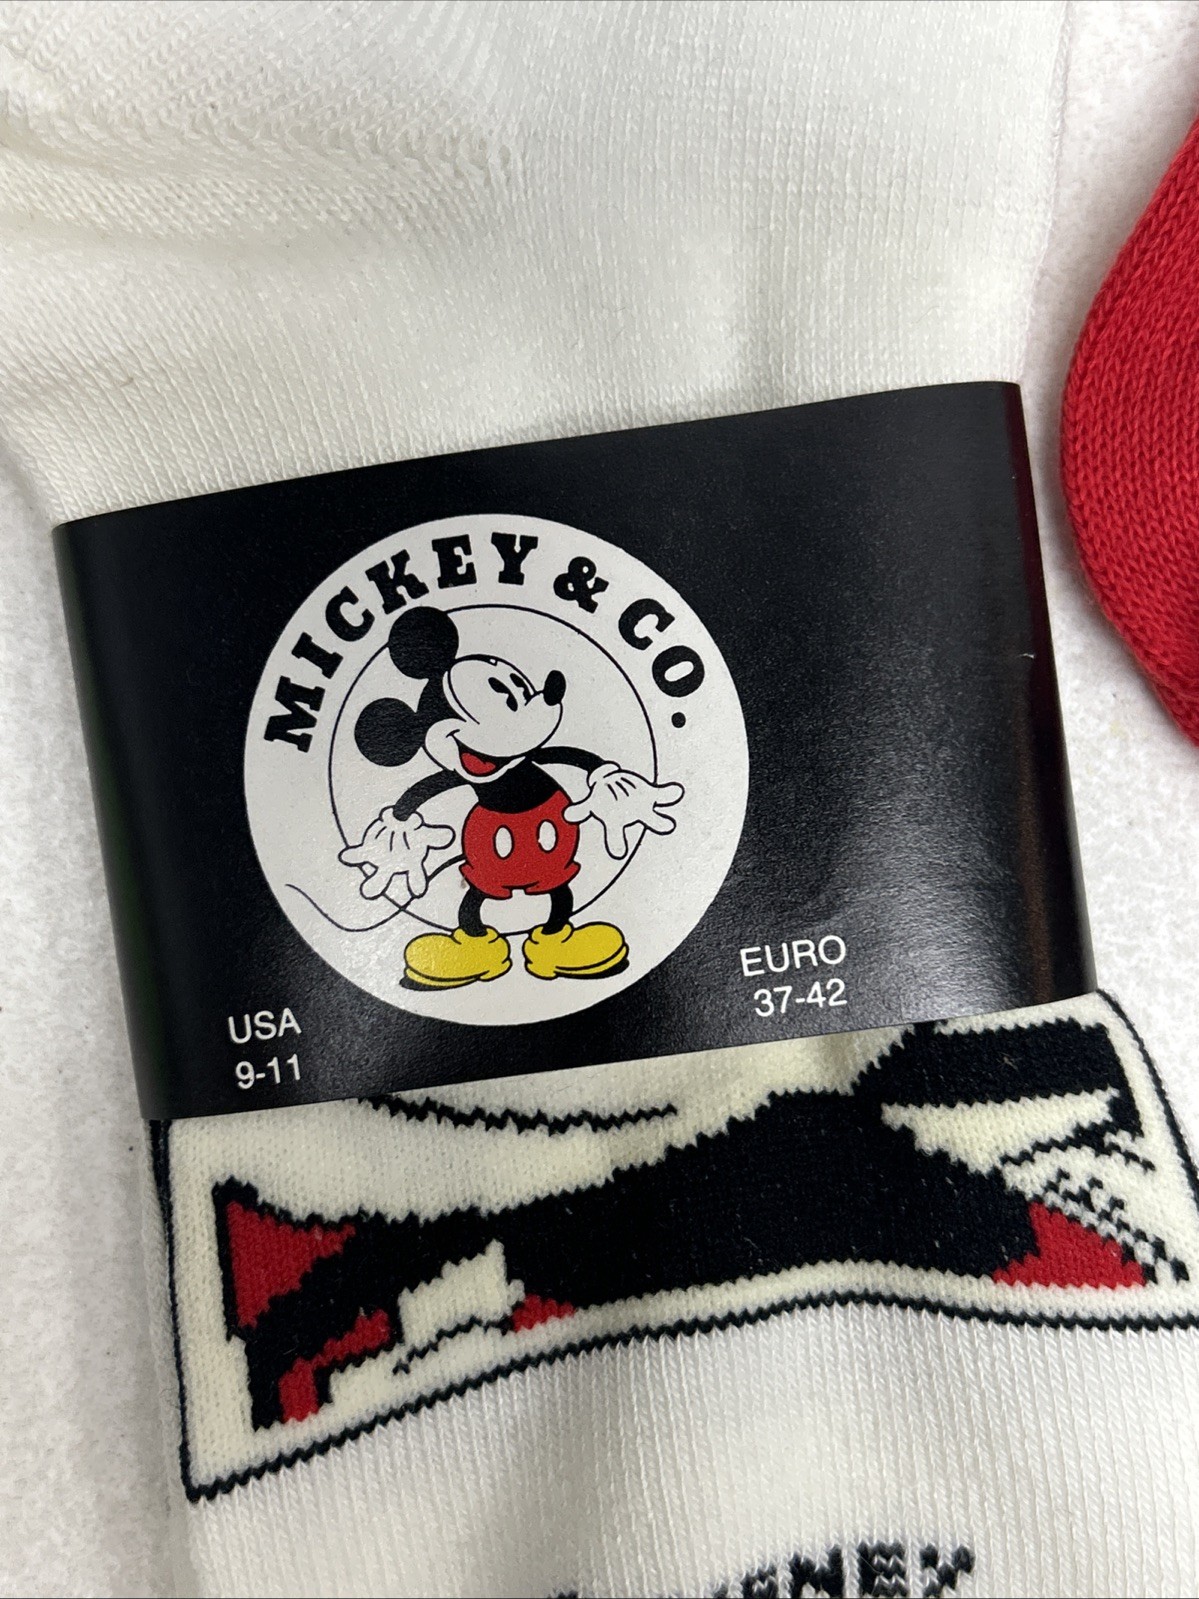 MICKEY & CO.
USA
9-11
EURO
37-42